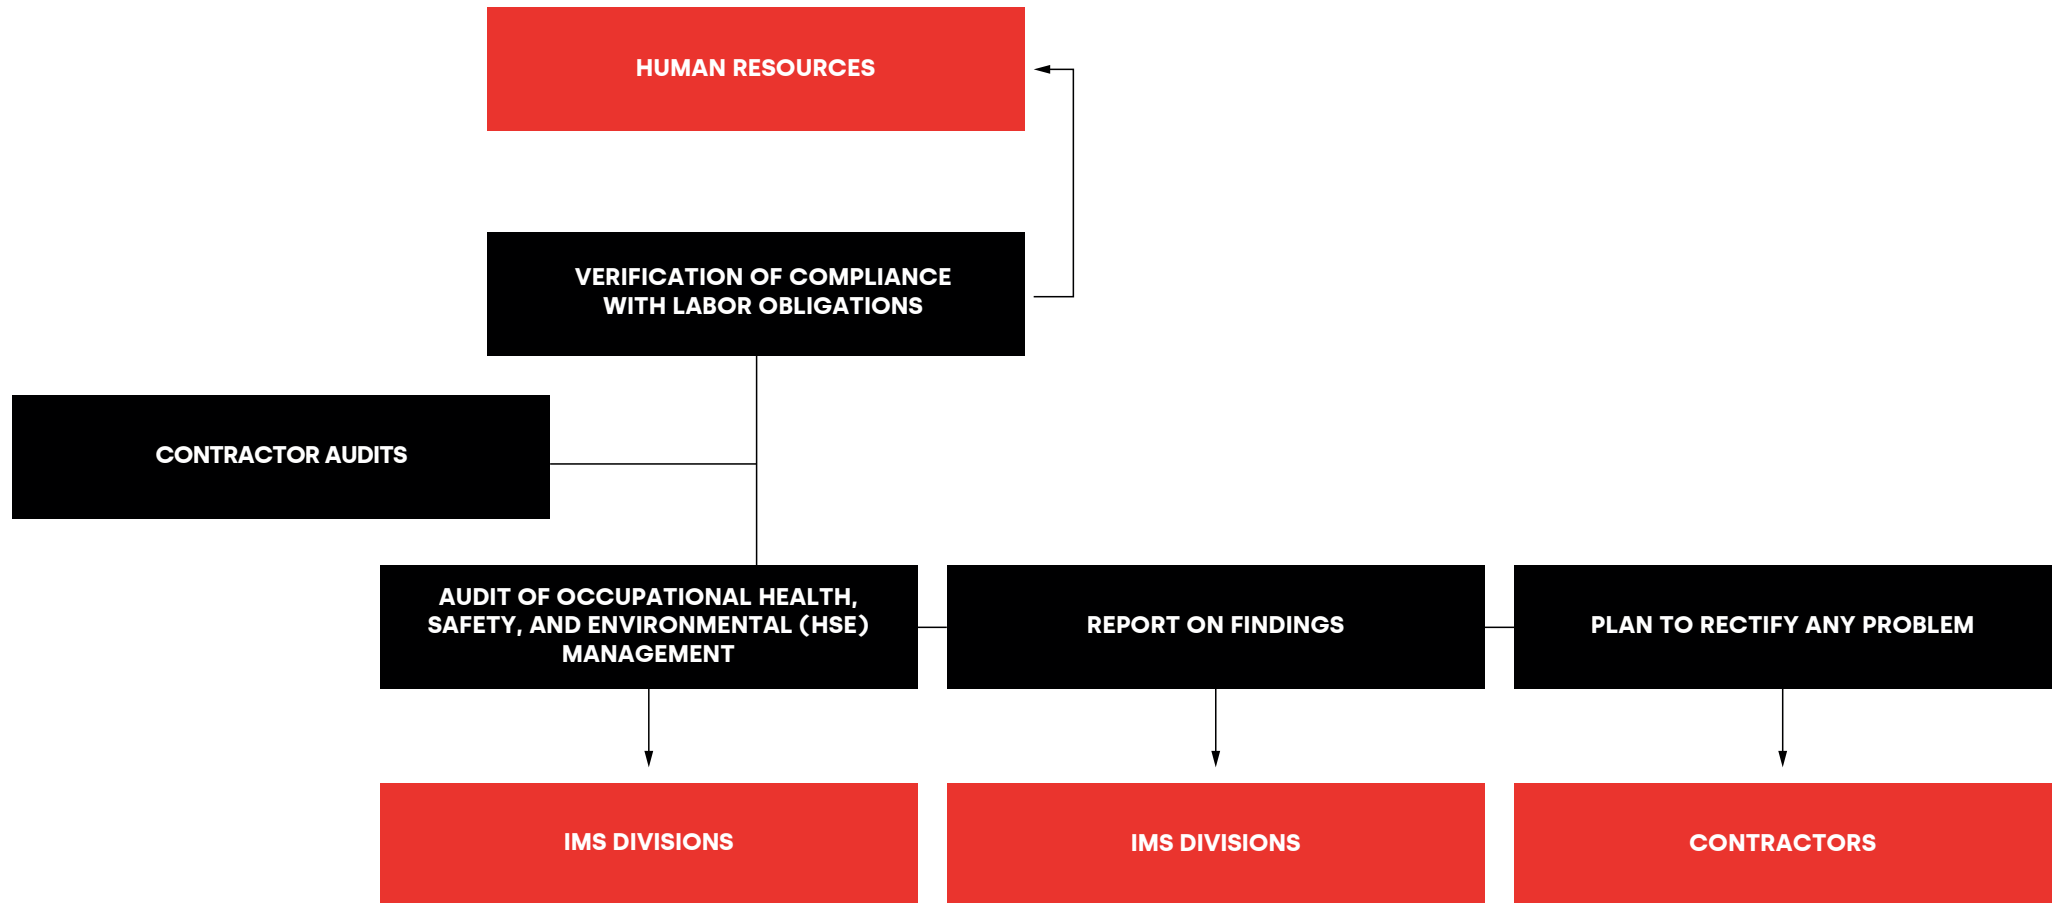 HUMAN RESOURCES
VERIFICATION OF COMPLIANCE
WITH LABOR OBLIGATIONS
CONTRACTOR AUDITS
AUDIT OF OCCUPATIONAL HEALTH,
SAFETY, AND ENVIRONMENTAL (HSE)
MANAGEMENT
REPORT ON FINDINGS
PLAN TO RECTIFY ANY PROBLEM
IMS DIVISIONS
IMS DIVISIONS
CONTRACTORS